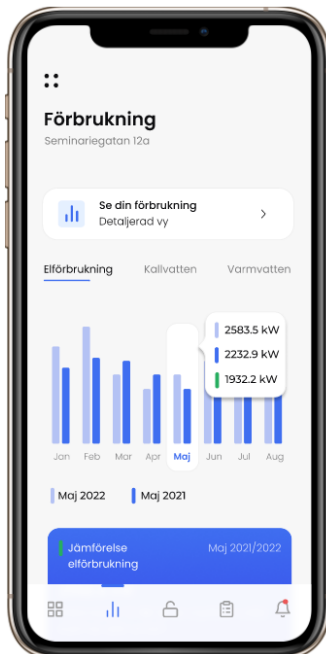 Förbrukning
Seminariegatan 12a
Se din förbrukning
Detaljerad vy
Elförbrukning Kallvatten Varmvatten
2583.5 kW
2232.9 kW
1932.2 kW
Jan Feb Mar Apr Maj Jun Jul Aug
Maj 2022 Maj 2021
Jämförelse Maj 2021/2022
elförbrukning